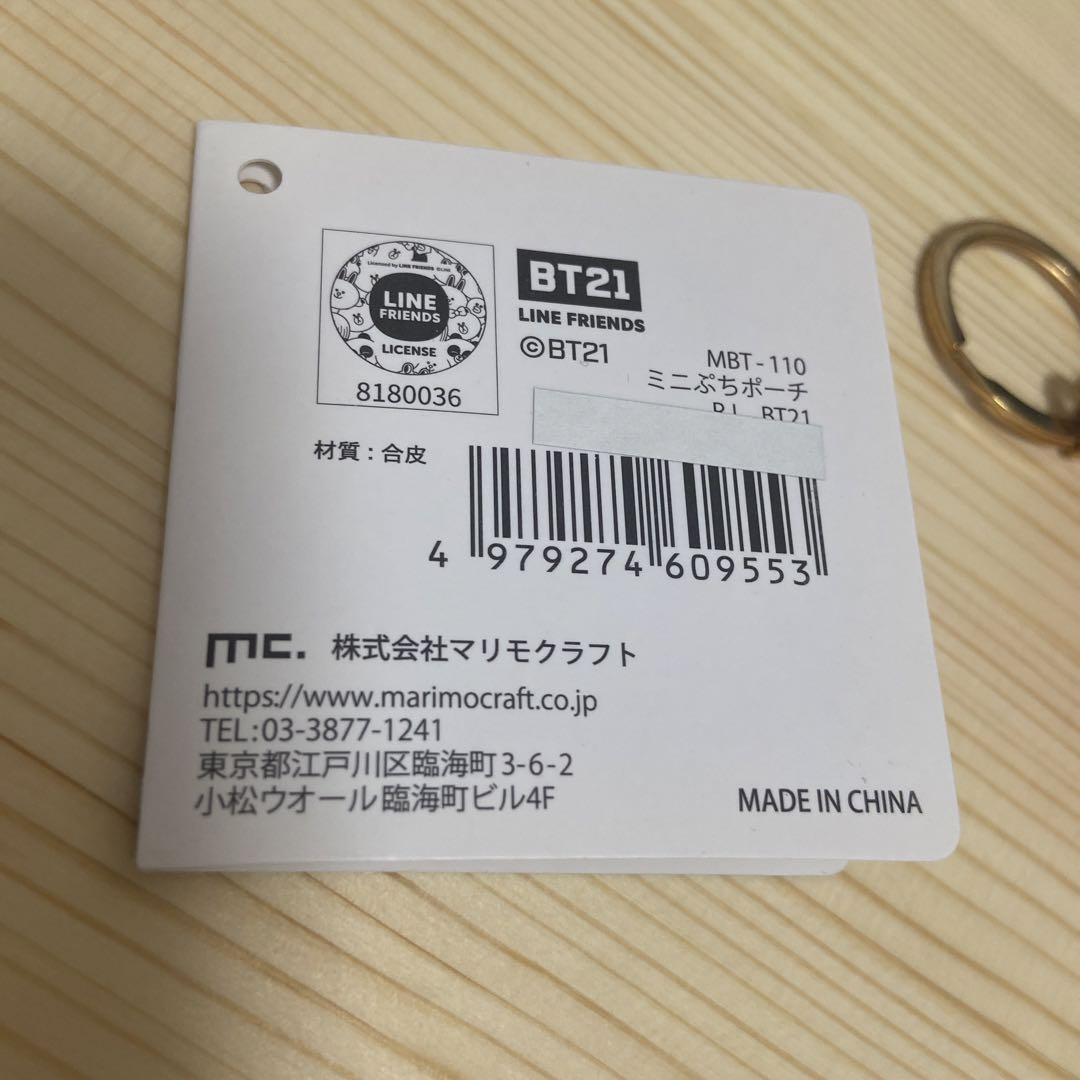 Licensed by LINE FRIENDS ©LINE
LINE
FRIENDS
LICENSE
8180036
BT21
LINE FRIENDS
©BT21
MBT-110
ミニぷちポーチ
BT21
材質：合皮
4 979274 609553
mc. 株式会社マリモクラフト
https://www.marimocraft.co.jp
TEL:03-3877-1241
東京都江戸川区臨海町3-6-2
小松ウオール臨海町ビル4F
MADE IN CHINA